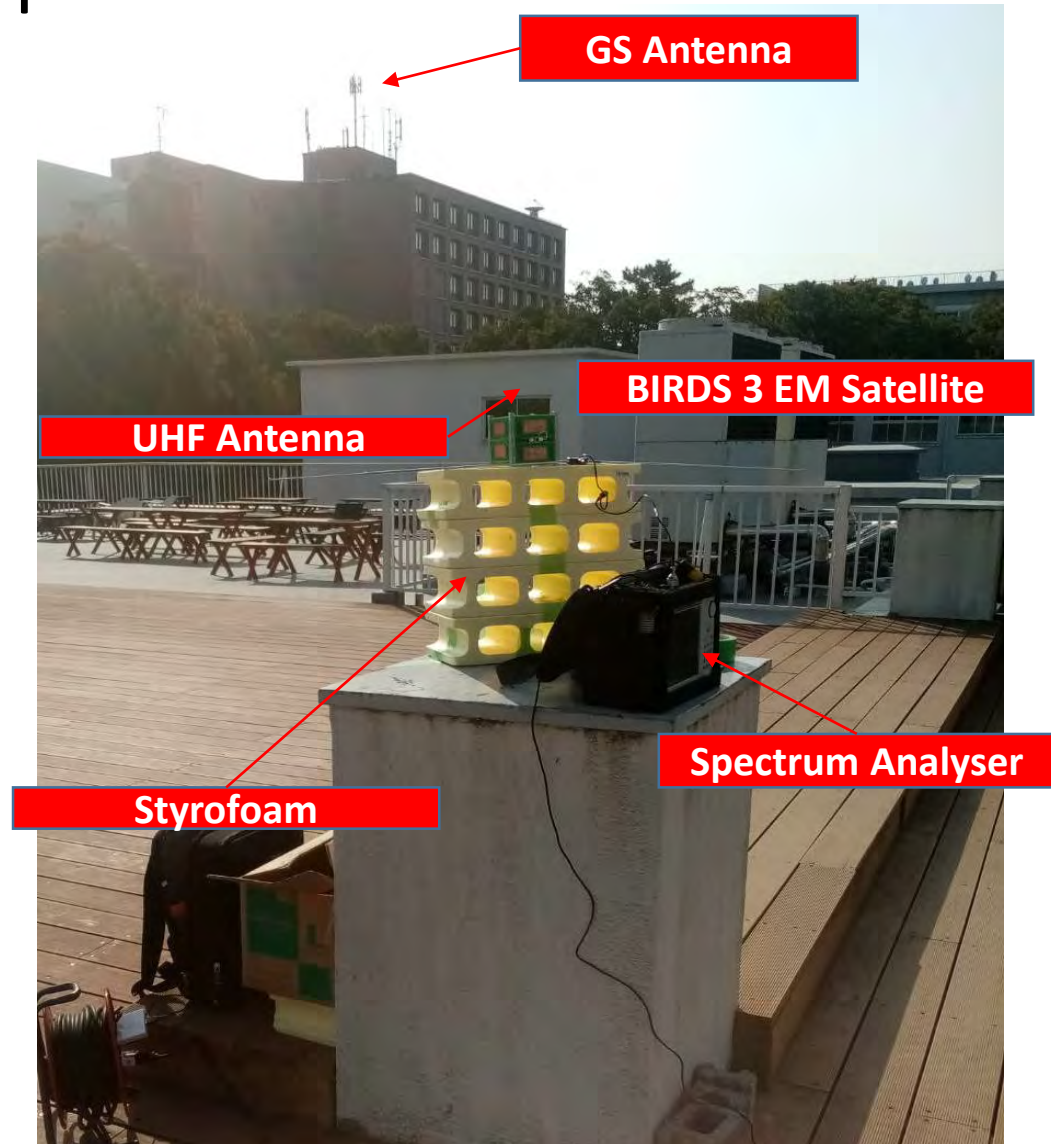 GS Antenna
BIRDS 3 EM Satellite
UHF Antenna
Spectrum Analyser
Styrofoam